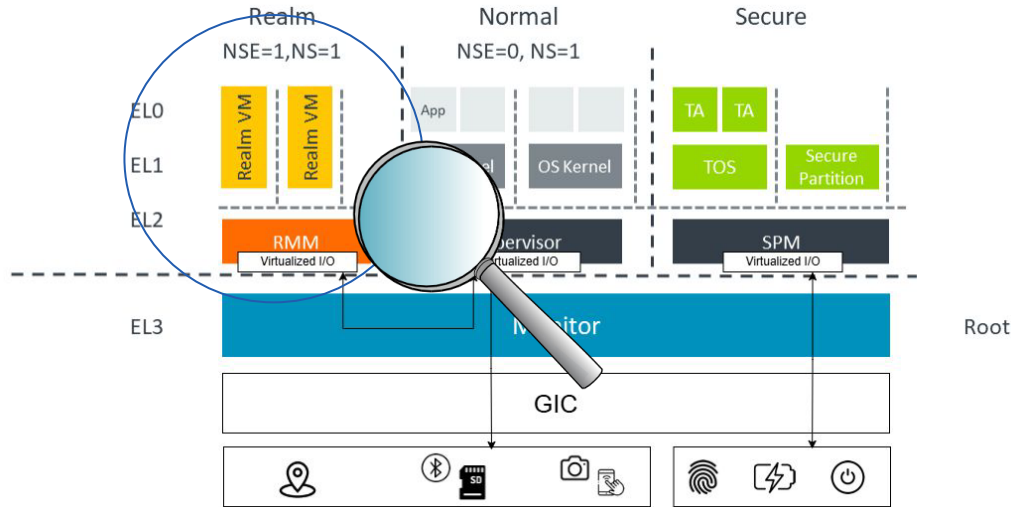 Realm
Normal
Secure
NSE=1,NS=1
NSE=0, NS=1
EL0
Realm VM
Realm VM
App
TA
TA
EL1
OS Kernel
TOS
Secure
Partition
EL2
RMM
SPM
Virtualized I/O
Virtualized I/O
EL3
Root
GIC
SD